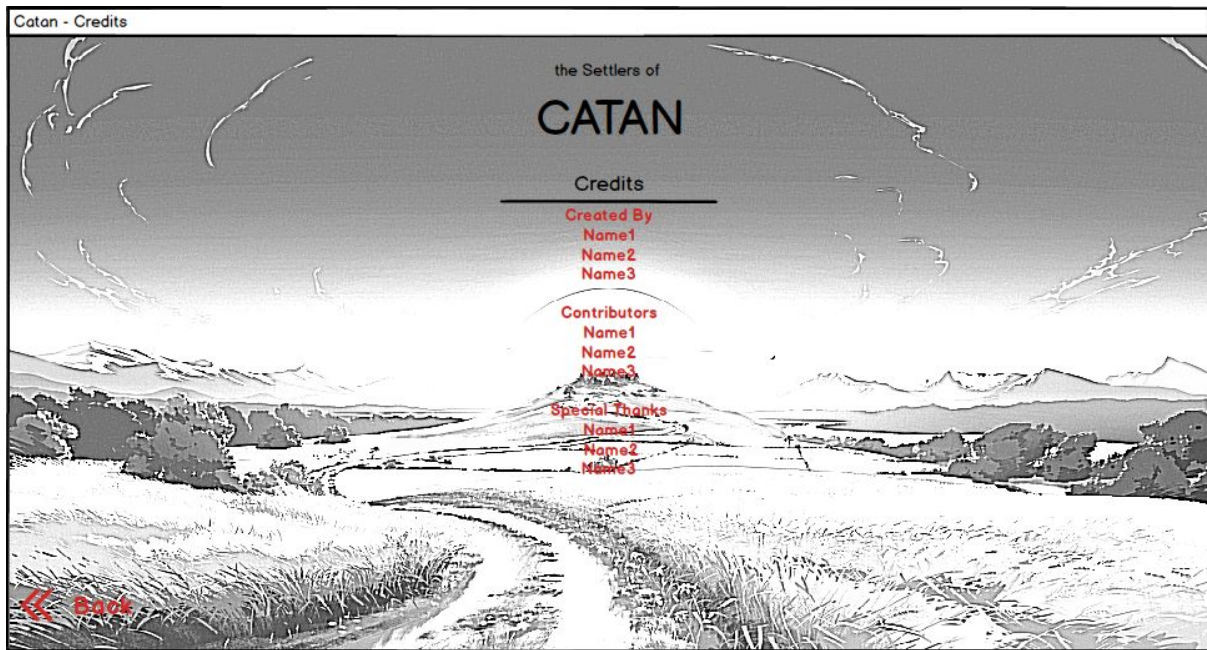 Catan - Credits
the Settlers of
CATAN
Credits
Created By
Name1
Name2
Name3
Contributors
Name1
Name2
Name3
Special Thanks
Name1
Name2
Name3
Back